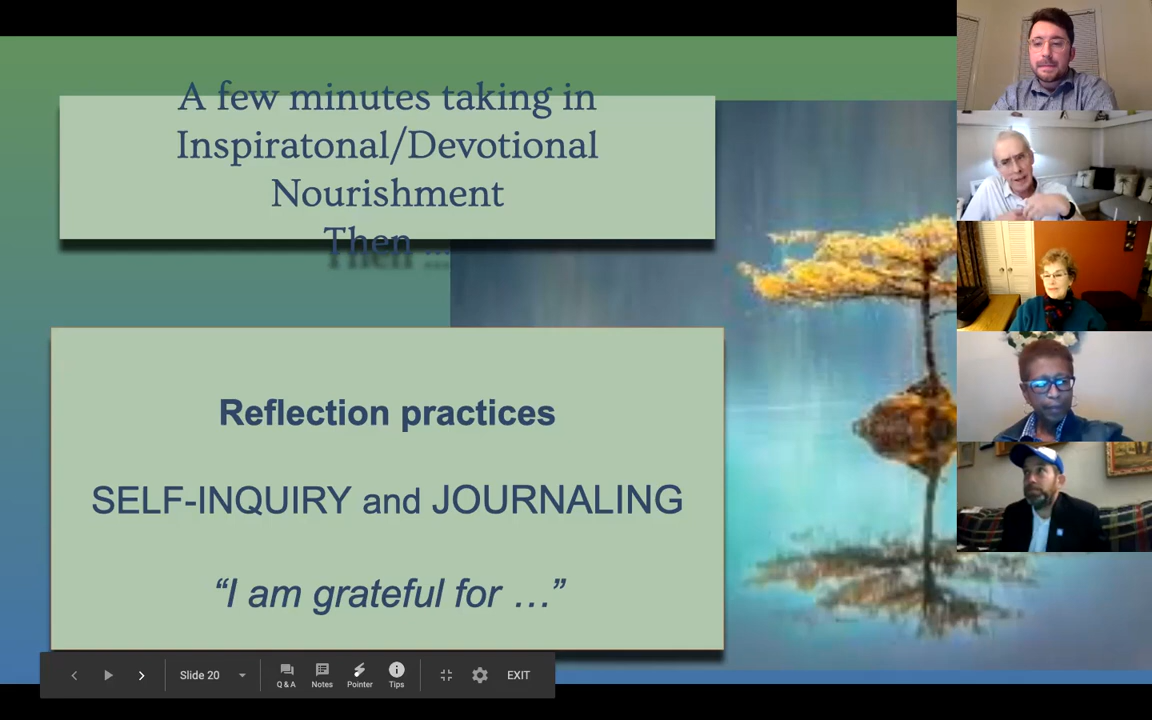 A few minutes taking in
Inspiratonal/Devotional
Nourishment
Then ...
Reflection practices
SELF-INQUIRY and JOURNALING
“I am grateful for …”
Slide 20
Q & A
Notes
Pointer
Tips
EXIT